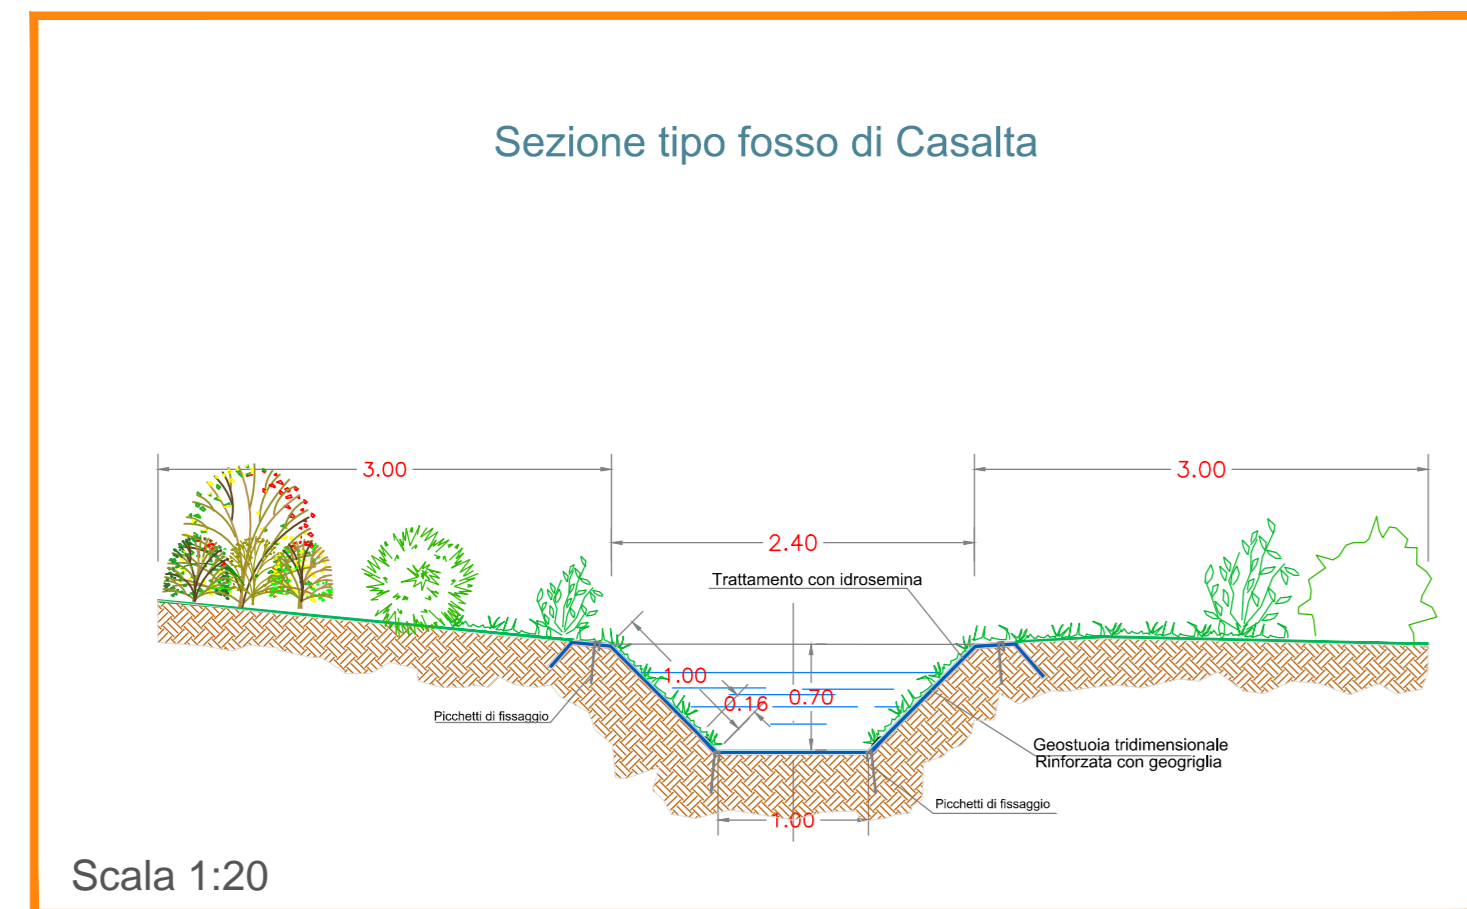 Sezione tipo fosso di Casalta
3.00
3.00
2.40
Trattamento con idrosemina
1.00
0.16
0.70
Picchetti di fissaggio
Geostuoia tridimensionale
Rinforzata con geogriglia
Picchetti di fissaggio
1.00
Scala 1:20